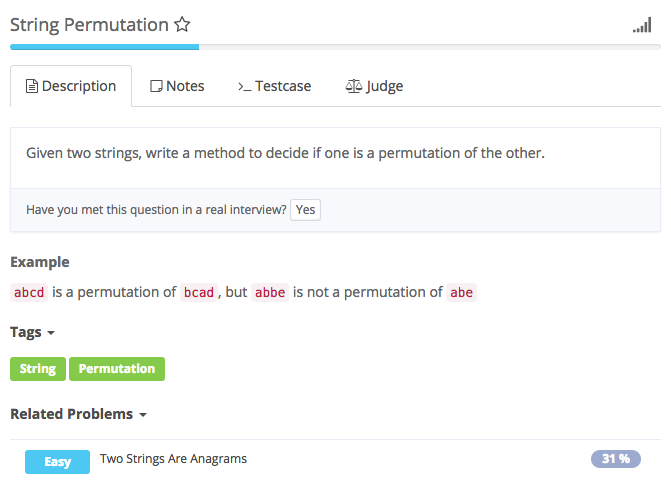 String Permutation
Description Notes Testcase Judge
Given two strings, write a method to decide if one is a permutation of the other.
Have you met this question in a real interview? Yes
Example
abcd is a permutation of bcad, but abbe is not a permutation of abe
Tags
String Permutation
Related Problems
Easy Two Strings Are Anagrams 31 %